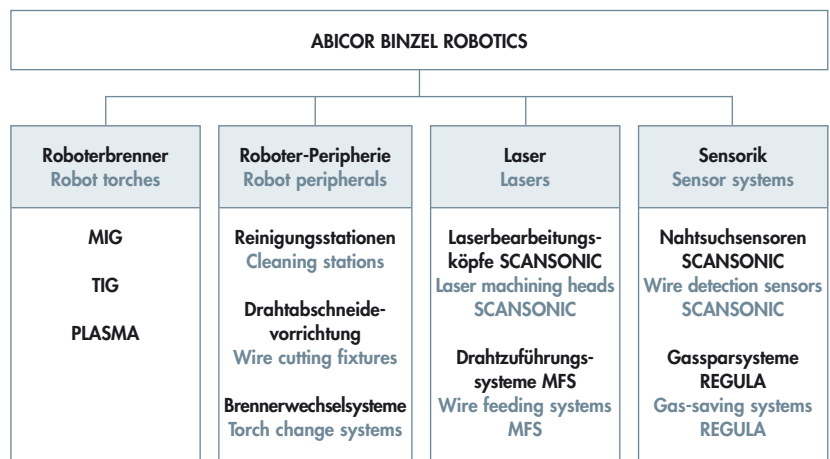 ABICOR BINZEL ROBOTICS
Roboterbrenner
Robot torches
MIG
TIG
PLASMA
Roboter-Peripherie
Robot peripherals
Reinigungsstationen
Cleaning stations
Drahtabschneide-
vorrichtung
Wire cutting fixtures
Brennerwechselsysteme
Torch change systems
Laser
Lasers
Laserbearbeitungs-
köpfe SCANSONIC
Laser machining heads
SCANSONIC
Drahtzuführungs-
systeme MFS
Wire feeding systems
MFS
Sensorik
Sensor systems
Nahtsuchsensoren
SCANSONIC
Wire detection sensors
SCANSONIC
Gassparsysteme
REGULA
Gas-saving systems
REGULA